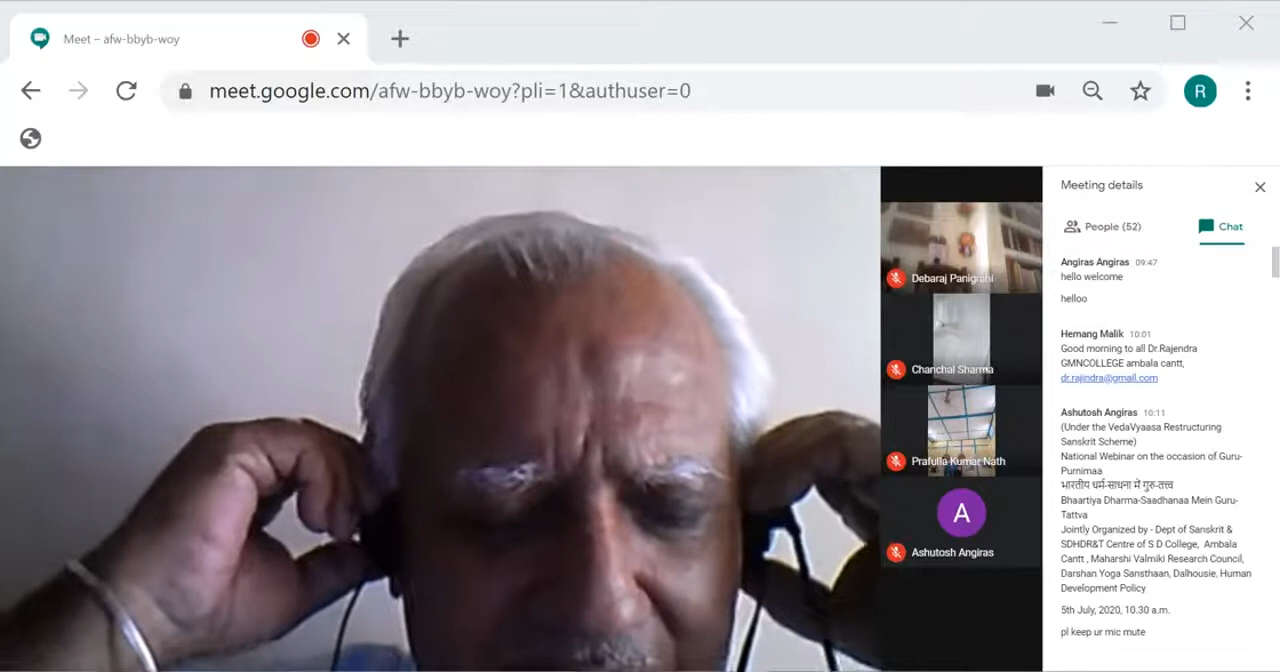 Meet – afw-bbyb-woy
meet.google.com/afw-bbyb-woy?pli=1&authuser=0
R
Meeting details
People (52)
Chat
Angiras Angiras 09:47
hello welcome
helloo
Hemang Malik 10:01
Good morning to all Dr.Rajendra
GMNCOLLEGE ambala cantt,
dr.rajindra@gmail.com
Ashutosh Angiras 10:11
(Under the VedaVyaasa Restructuring
Sanskrit Scheme)
National Webinar on the occasion of Guru-
Purnimaa
भारतीय धर्म-साधना में गुरु-तत्त्व
Bhaartiya Dharma-Saadhanaa Mein Guru-
Tattva
Jointly Organized by - Dept of Sanskrit &
SDHDR&T Centre of S D College, Ambala
Cantt , Maharshi Valmiki Research Council,
Darshan Yoga Sansthaan, Dalhousie, Human
Development Policy
5th July, 2020, 10.30 a.m.
pl keep ur mic mute
Debaraj Panigrahi
Chanchal Sharma
Prafulla Kumar Nath
A
Ashutosh Angiras